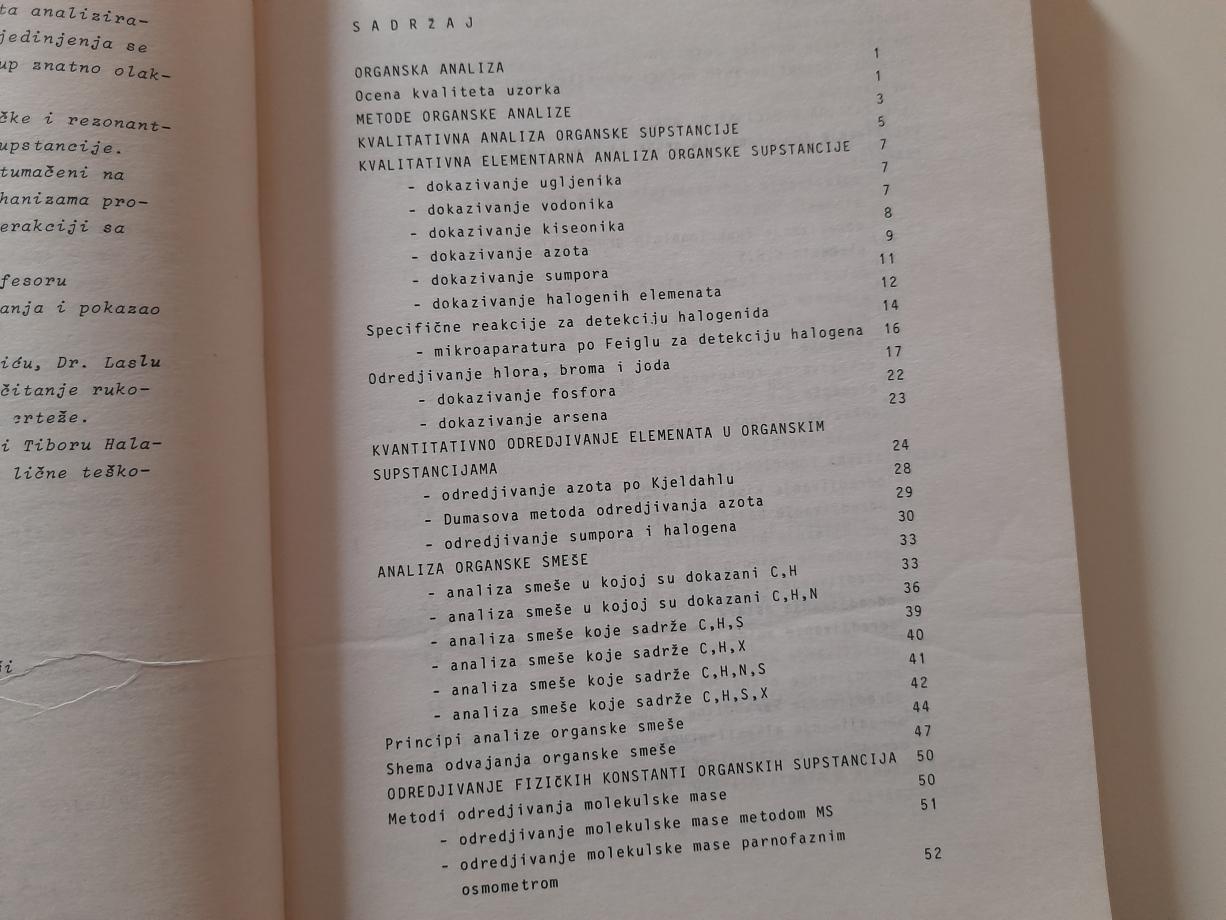 ta analizira-
jedinjenja se
up znatno olak-
čke i rezonant-
upstancije.
tumačeni na
hanizama pro-
erakciji sa
fesoru
anja i pokazao
iću, Dr. Laslu
čitanje ruko-
crteže.
i Tiboru Hala-
lične teško-
S A D R Ž A J
ORGANSKA ANALIZA 1
Ocena kvaliteta uzorka 1
METODE ORGANSKE ANALIZE 3
KVALITATIVNA ANALIZA ORGANSKE SUPSTANCIJE 5
KVALITATIVNA ELEMENTARNA ANALIZA ORGANSKE SUPSTANCIJE 7
- dokazivanje ugljenika 7
- dokazivanje vodonika 7
- dokazivanje kiseonika 8
- dokazivanje azota 9
- dokazivanje sumpora 11
- dokazivanje halogenih elemenata 12
Specifične reakcije za detekciju halogenida 14
- mikroaparatura po Feiglu za detekciju halogena 16
Odredjivanje hlora, broma i joda 17
- dokazivanje fosfora 22
- dokazivanje arsena 23
KVANTITATIVNO ODREDJIVANJE ELEMENATA U ORGANSKIM
SUPSTANCIJAMA 24
- odredjivanje azota po Kjeldahlu 28
- Dumasova metoda odredjivanja azota 29
- odredjivanje sumpora i halogena 30
ANALIZA ORGANSKE SMEŠE 33
- analiza smeše u kojoj su dokazani C,H 33
- analiza smeše u kojoj su dokazani C,H,N 36
- analiza smeše koje sadrže C,H,S 39
- analiza smeše koje sadrže C,H,X 40
- analiza smeše koje sadrže C,H,N,S 41
- analiza smeše koje sadrže C,H,S,X 42
Principi analize organske smeše 44
Shema odvajanja organske smeše 47
ODREDJIVANJE FIZIČKIH KONSTANTI ORGANSKIH SUPSTANCIJA 50
Metodi odredjivanja molekulske mase 50
- odredjivanje molekulske mase metodom MS 51
- odredjivanje molekulske mase parnofaznim
osmometrom 52